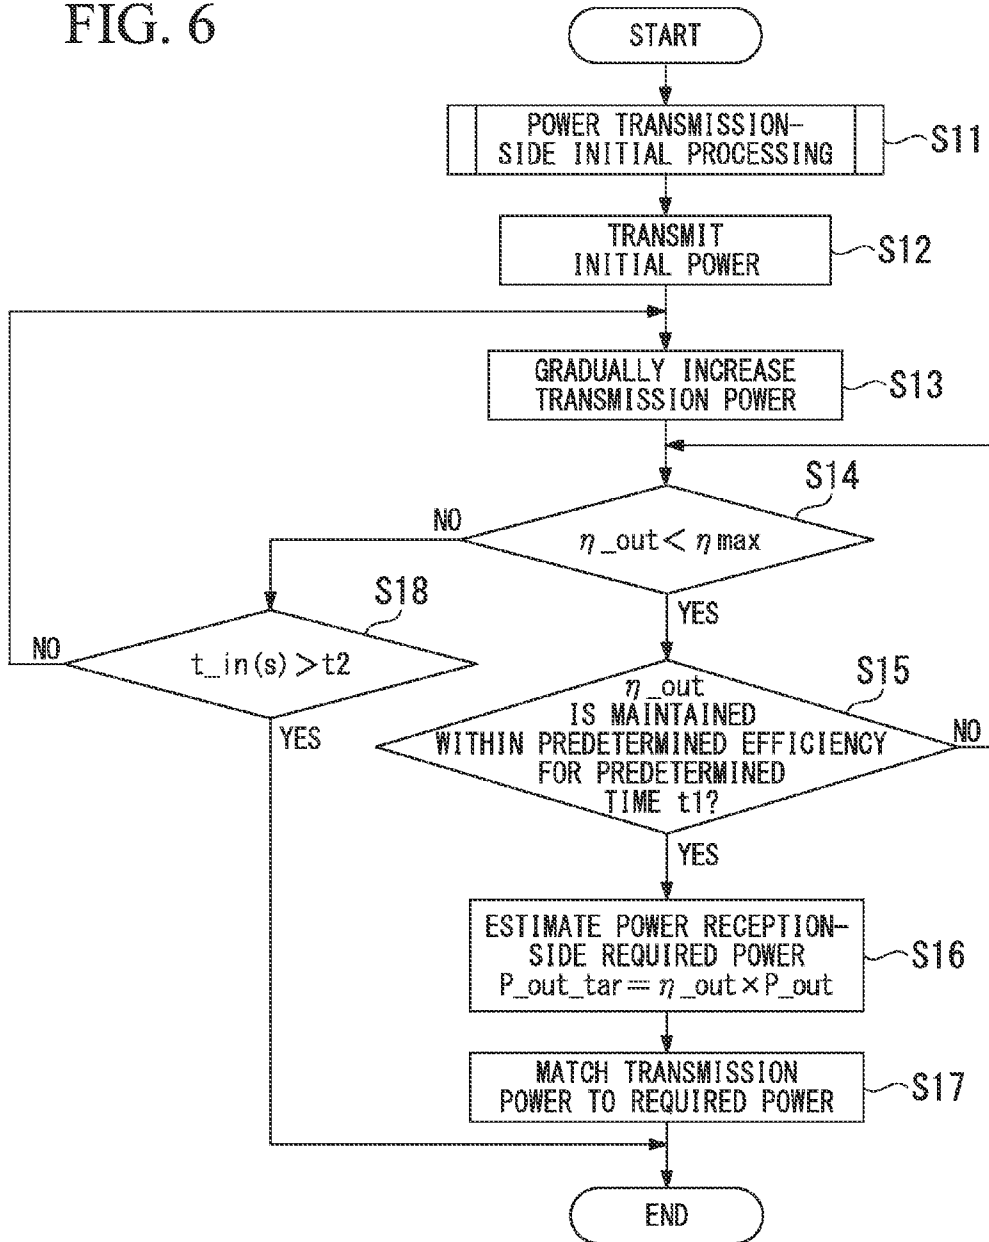 FIG. 6
START
POWER TRANSMISSION-
SIDE INITIAL PROCESSING
S11
TRANSMIT
INITIAL POWER
S12
GRADUALLY INCREASE
TRANSMISSION POWER
S13
S14
NO
η_out < ηmax
YES
S18
NO
t_in(s) > t2
YES
S15
η_out
IS MAINTAINED
WITHIN PREDETERMINED EFFICIENCY
FOR PREDETERMINED
TIME t1?
NO
YES
ESTIMATE POWER RECEPTION-
SIDE REQUIRED POWER
P_out_tar = η_out × P_out
S16
MATCH TRANSMISSION
POWER TO REQUIRED POWER
S17
END